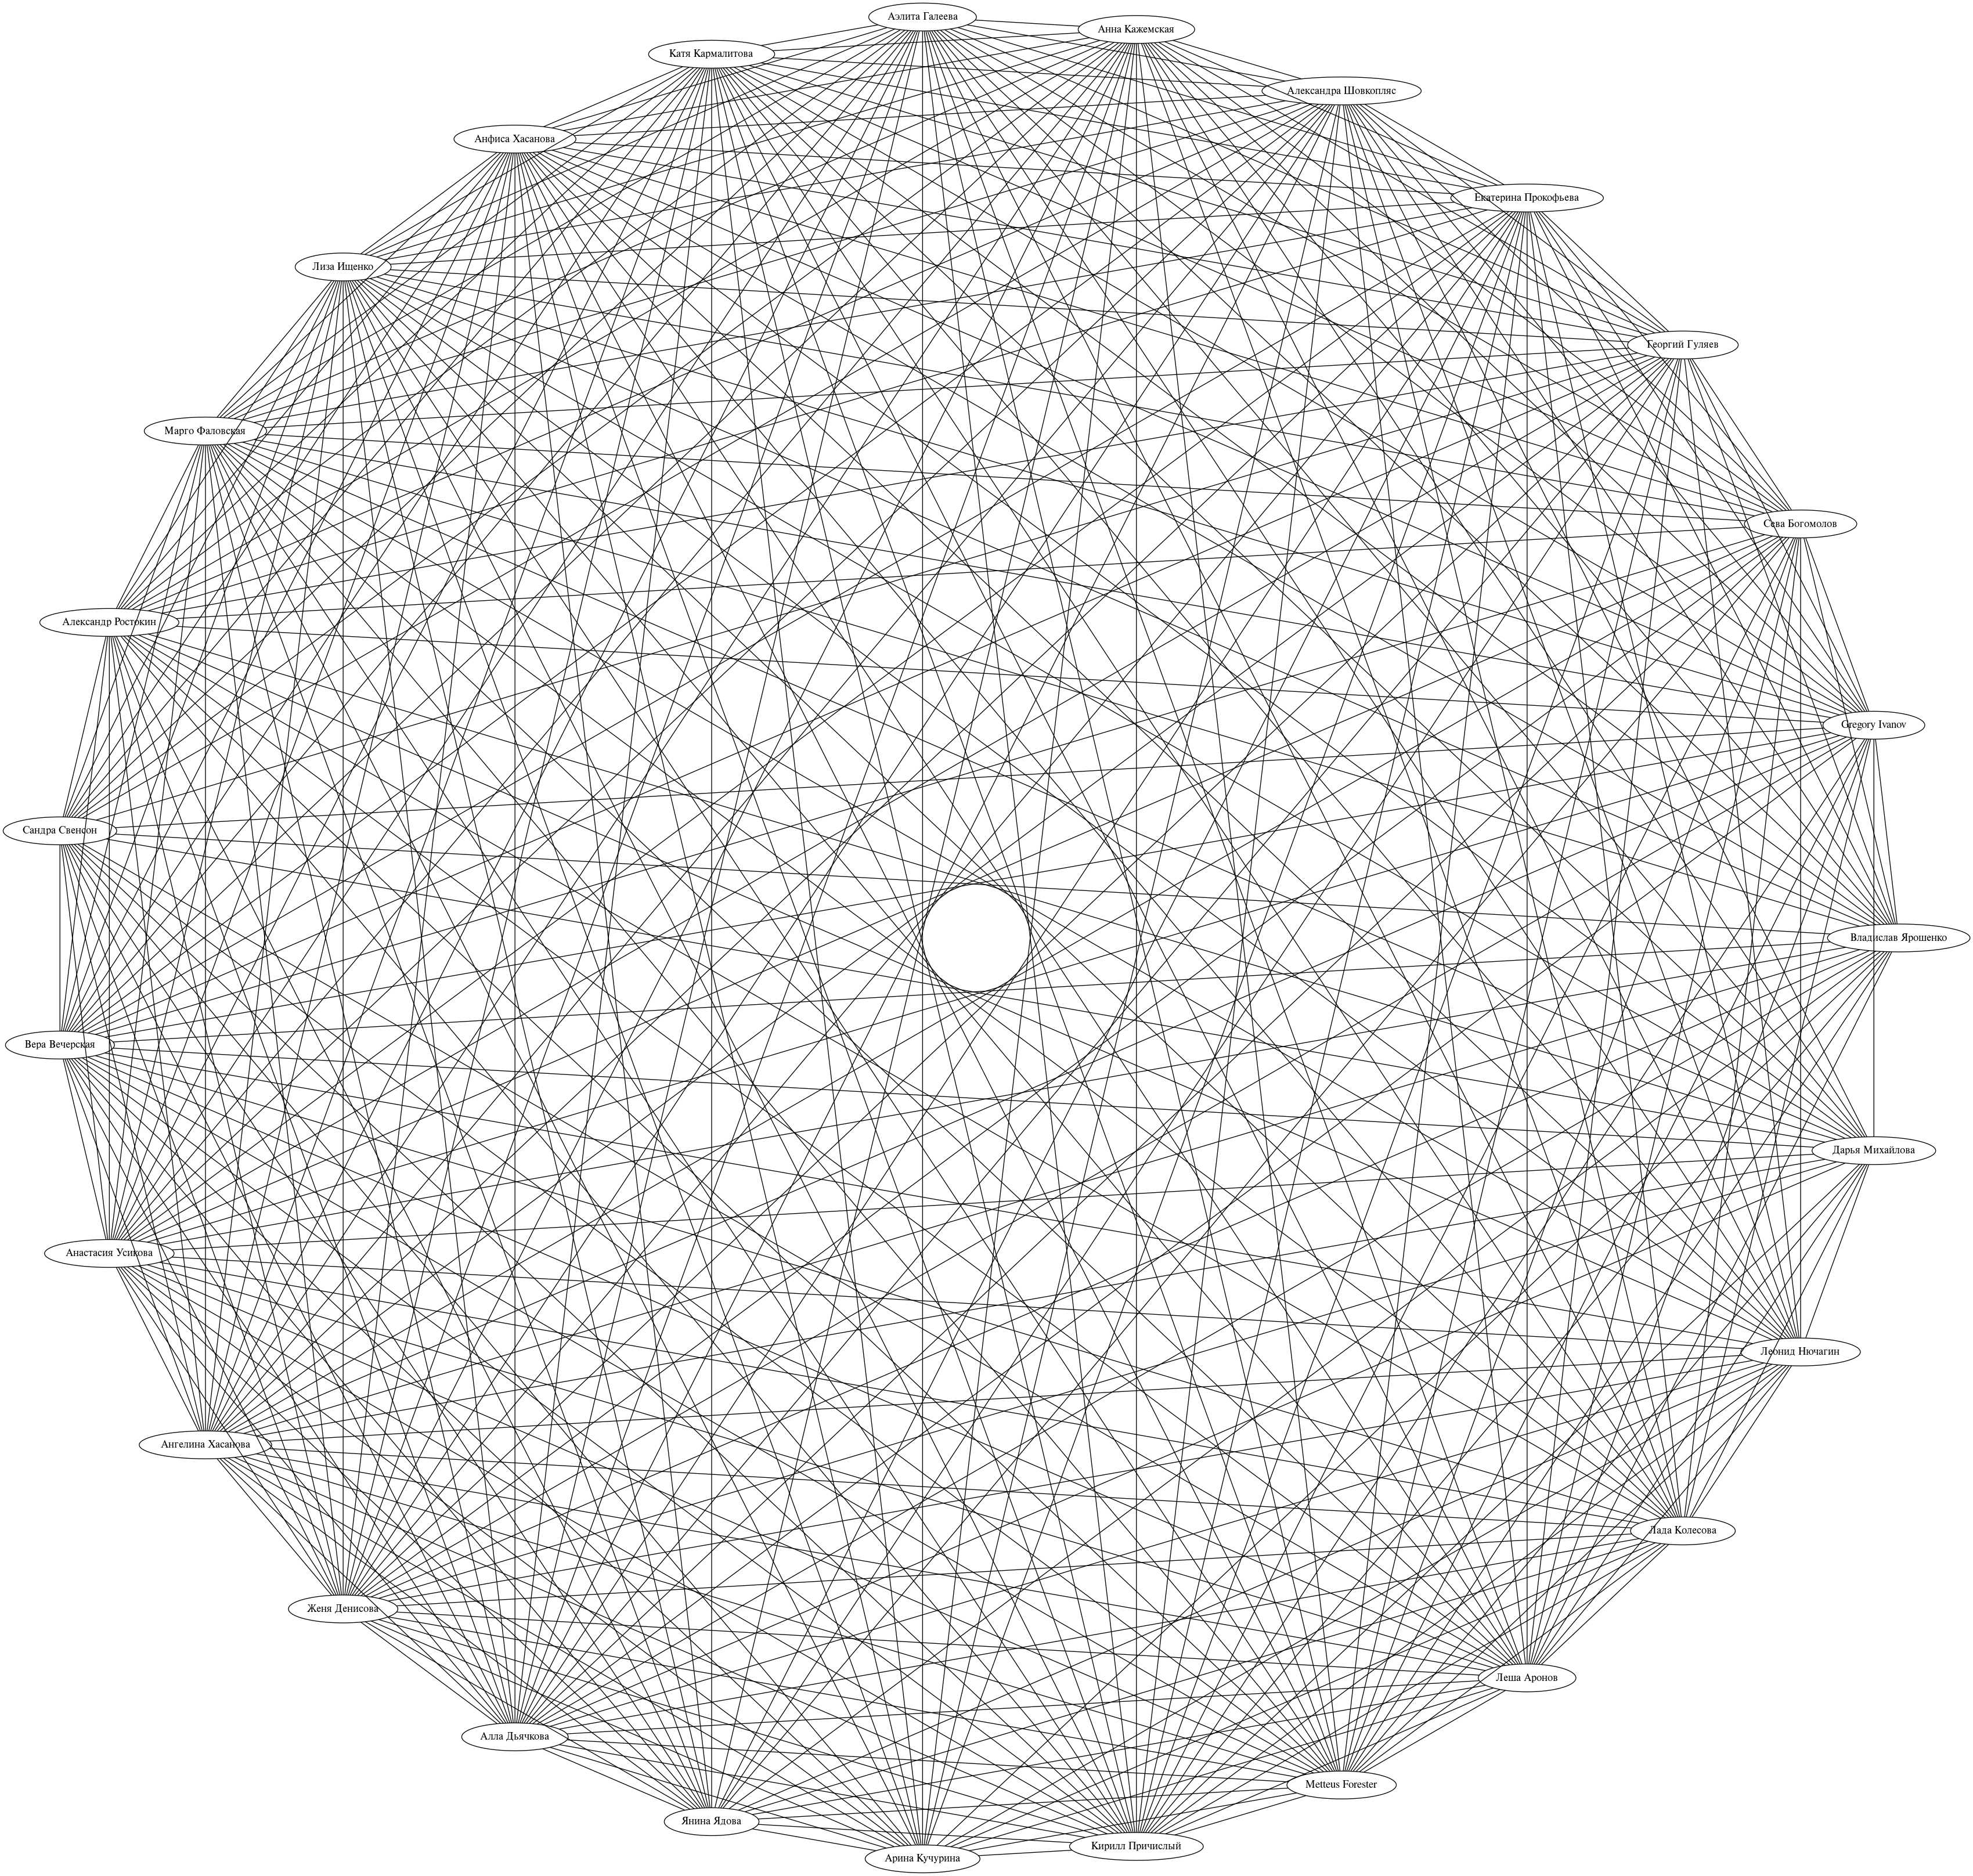 Аэлита Галеева
Анна Кажемская
Катя Кармалитова
Александра Шовкопляс
Анфиса Хасанова
Екатерина Прокофьева
Лиза Ищенко
Георгий Гуляев
Марго Фаловская
Сева Богомолов
Александр Ростокин
Gregory Ivanov
Сандра Свенсон
Владислав Ярошенко
Вера Вечерская
Дарья Михайлова
Анастасия Усикова
Леонид Нючагин
Ангелина Хасанова
Лада Колесова
Женя Денисова
Леша Аронов
Алла Дьячкова
Metteus Forester
Янина Ядова
Кирилл Причислый
Арина Кучурина